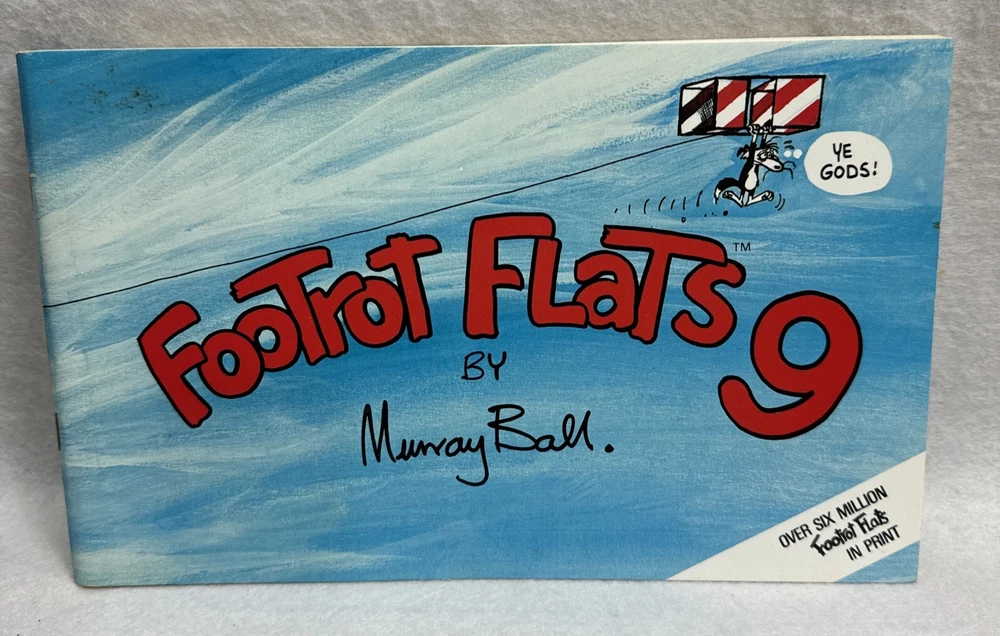 YE
GODS!
FOOTROT FLATS™ 9
BY
Murray Ball.
OVER SIX MILLION
Footrot Flats
IN PRINT